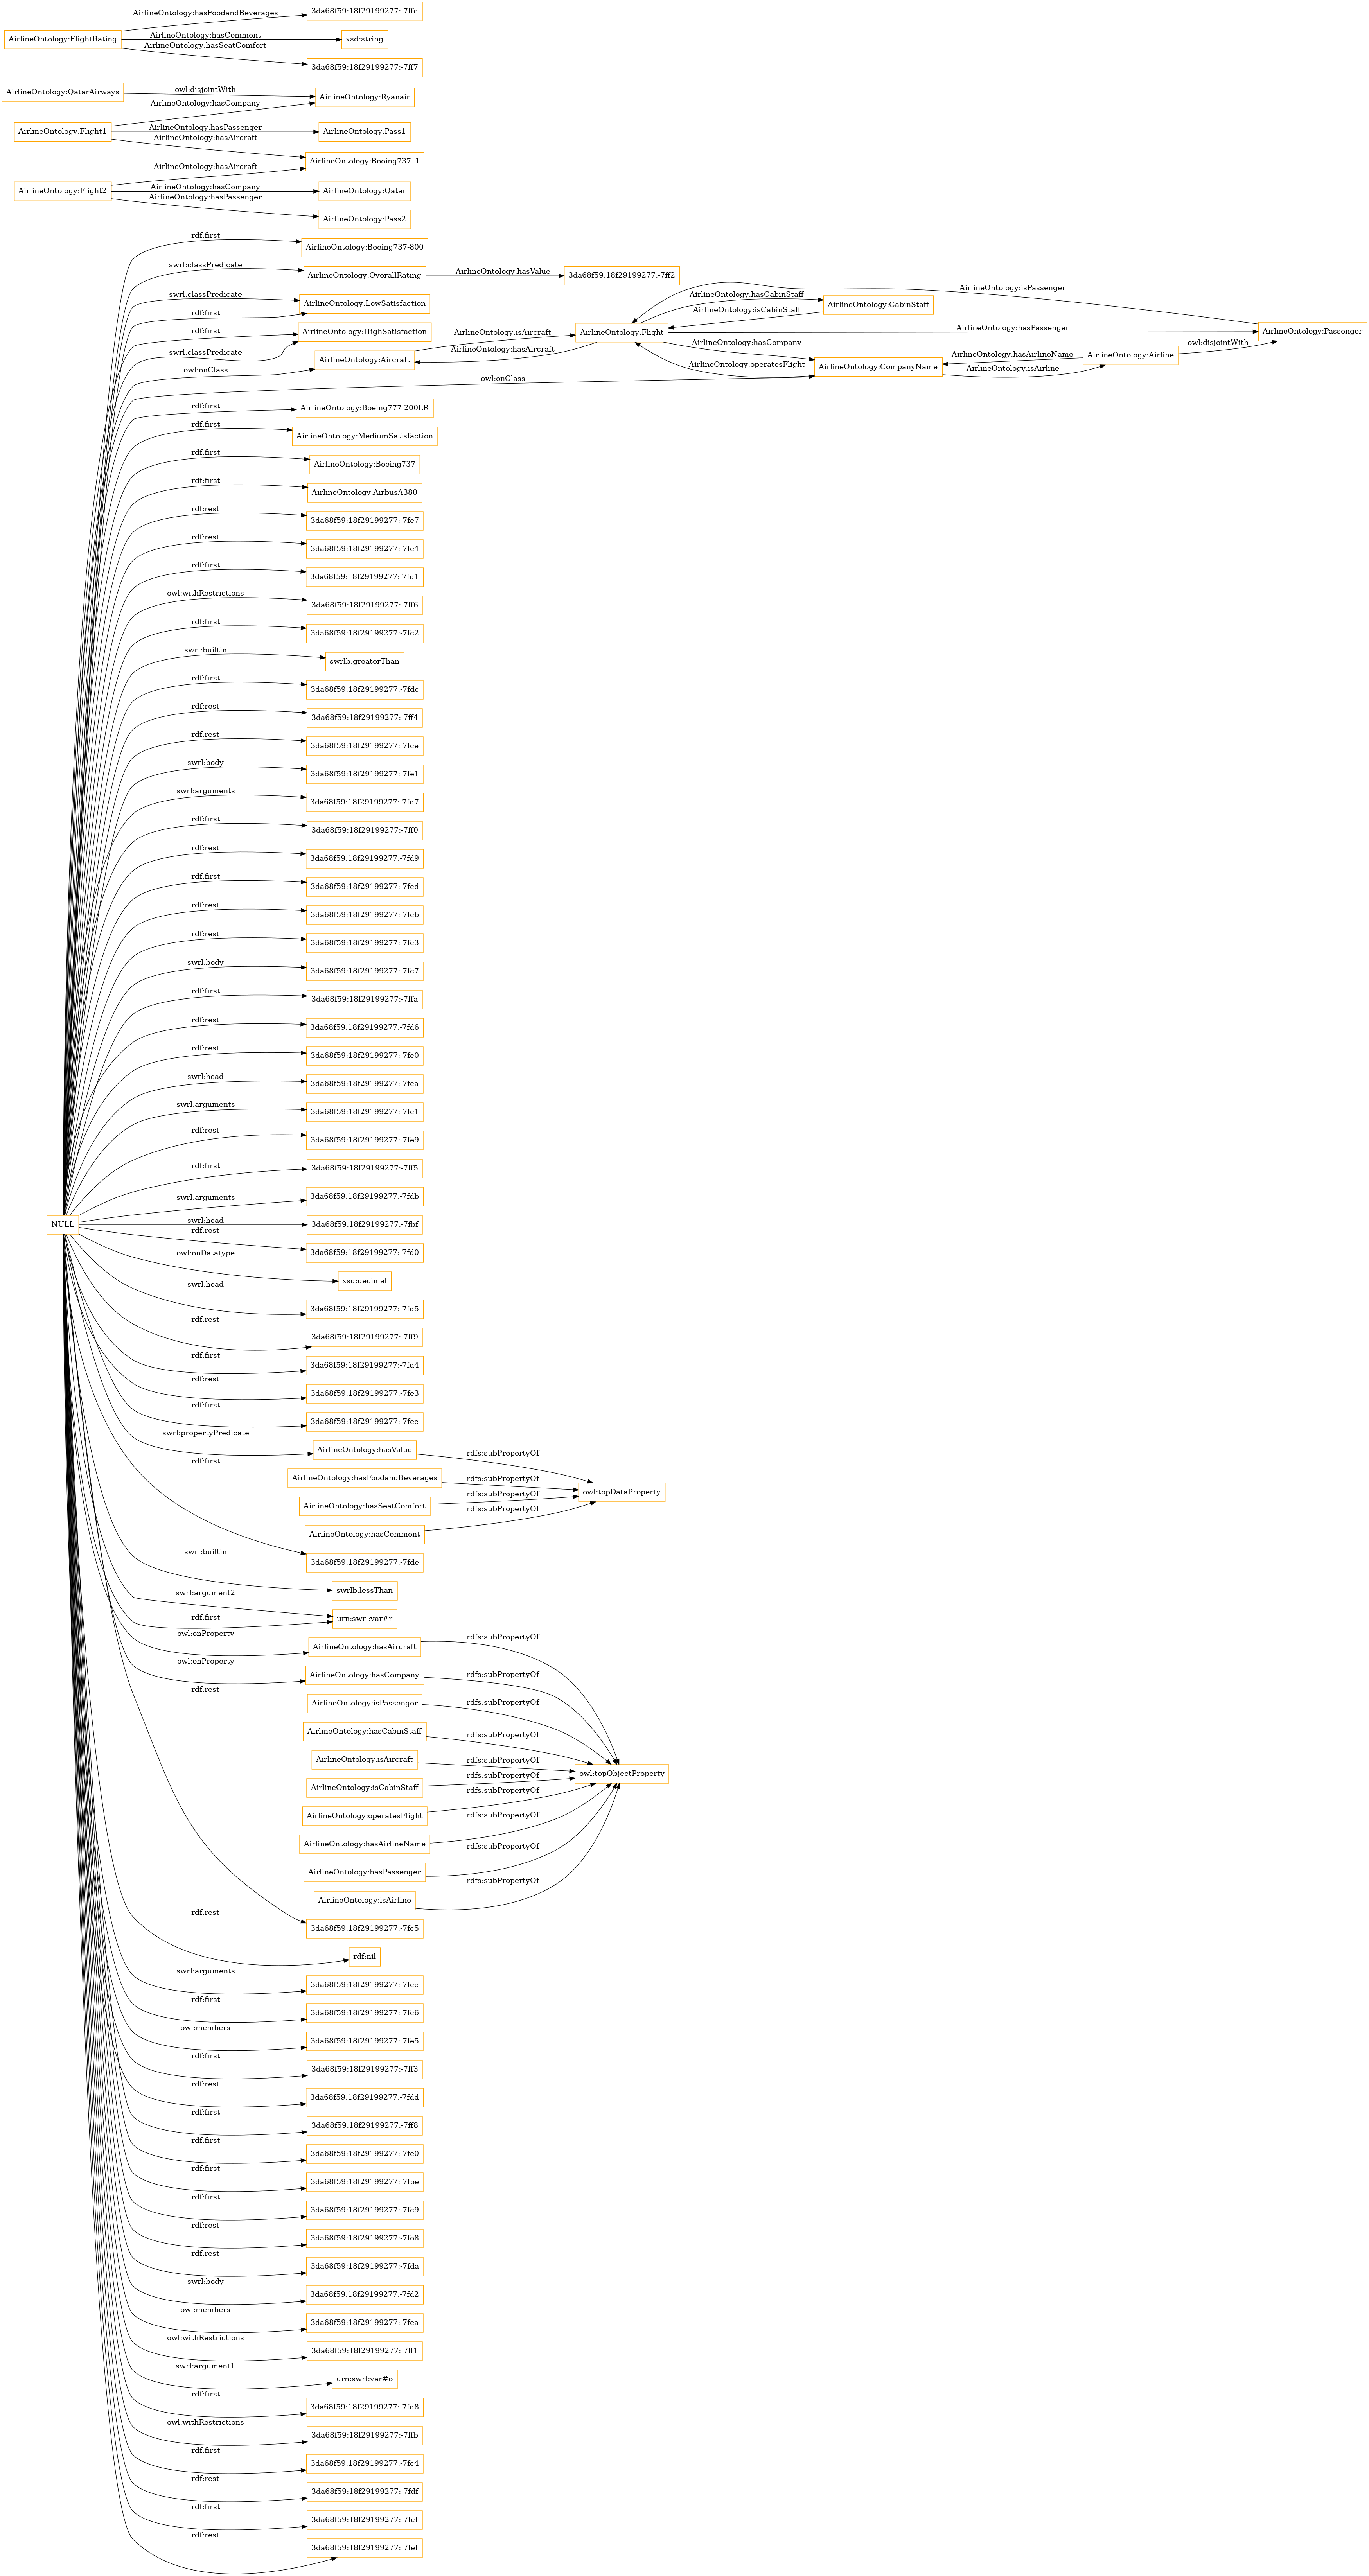 AirlineOntology:hasFoodandBeverages
3da68f59:18f29199277:-7ffc
AirlineOntology:FlightRating
AirlineOntology:hasComment
xsd:string
AirlineOntology:hasSeatComfort
3da68f59:18f29199277:-7ff7
AirlineOntology:QatarAirways
owl:disjointWith
AirlineOntology:Ryanair
AirlineOntology:hasCompany
AirlineOntology:Flight1
AirlineOntology:hasPassenger
AirlineOntology:Pass1
AirlineOntology:hasAircraft
AirlineOntology:Boeing737_1
AirlineOntology:hasAircraft
AirlineOntology:Flight2
AirlineOntology:hasCompany
AirlineOntology:Qatar
AirlineOntology:hasPassenger
AirlineOntology:Pass2
rdf:first
AirlineOntology:Boeing737-800
swrl:classPredicate
AirlineOntology:OverallRating
AirlineOntology:hasValue
3da68f59:18f29199277:-7ff2
AirlineOntology:isPassenger
swrl:classPredicate
AirlineOntology:LowSatisfaction
AirlineOntology:hasCabinStaff
AirlineOntology:CabinStaff
rdf:first
AirlineOntology:isCabinStaff
rdf:first
AirlineOntology:HighSatisfaction
AirlineOntology:isAircraft
AirlineOntology:Flight
AirlineOntology:hasPassenger
AirlineOntology:Passenger
swrl:classPredicate
AirlineOntology:Aircraft
AirlineOntology:hasAircraft
AirlineOntology:hasCompany
AirlineOntology:hasAirlineName
AirlineOntology:Airline
owl:disjointWith
owl:onClass
AirlineOntology:operatesFlight
AirlineOntology:CompanyName
AirlineOntology:isAirline
owl:onClass
rdf:first
AirlineOntology:Boeing777-200LR
rdf:first
AirlineOntology:MediumSatisfaction
rdf:first
AirlineOntology:Boeing737
rdf:first
AirlineOntology:AirbusA380
rdf:rest
3da68f59:18f29199277:-7fe7
rdf:rest
3da68f59:18f29199277:-7fe4
rdf:first
3da68f59:18f29199277:-7fd1
owl:withRestrictions
3da68f59:18f29199277:-7ff6
rdf:first
3da68f59:18f29199277:-7fc2
swrl:builtin
swrlb:greaterThan
rdf:first
3da68f59:18f29199277:-7fdc
rdf:rest
3da68f59:18f29199277:-7ff4
rdf:rest
3da68f59:18f29199277:-7fce
swrl:body
3da68f59:18f29199277:-7fe1
swrl:arguments
3da68f59:18f29199277:-7fd7
rdf:first
3da68f59:18f29199277:-7ff0
rdf:rest
3da68f59:18f29199277:-7fd9
rdf:first
3da68f59:18f29199277:-7fcd
rdf:rest
3da68f59:18f29199277:-7fcb
rdf:rest
3da68f59:18f29199277:-7fc3
swrl:body
3da68f59:18f29199277:-7fc7
rdf:first
3da68f59:18f29199277:-7ffa
rdf:rest
3da68f59:18f29199277:-7fd6
rdf:rest
3da68f59:18f29199277:-7fc0
swrl:head
3da68f59:18f29199277:-7fca
swrl:arguments
3da68f59:18f29199277:-7fc1
rdf:rest
3da68f59:18f29199277:-7fe9
rdf:first
3da68f59:18f29199277:-7ff5
swrl:arguments
3da68f59:18f29199277:-7fdb
NULL
swrl:head
3da68f59:18f29199277:-7fbf
rdf:rest
3da68f59:18f29199277:-7fd0
owl:onDatatype
xsd:decimal
swrl:head
3da68f59:18f29199277:-7fd5
rdf:rest
3da68f59:18f29199277:-7ff9
rdf:first
3da68f59:18f29199277:-7fd4
rdf:rest
3da68f59:18f29199277:-7fe3
rdf:first
3da68f59:18f29199277:-7fee
swrl:propertyPredicate
AirlineOntology:hasValue
rdfs:subPropertyOf
rdf:first
AirlineOntology:hasFoodandBeverages
rdfs:subPropertyOf
owl:topDataProperty
AirlineOntology:hasSeatComfort
rdfs:subPropertyOf
AirlineOntology:hasComment
rdfs:subPropertyOf
3da68f59:18f29199277:-7fde
swrl:builtin
swrlb:lessThan
swrl:argument2
urn:swrl:var#r
rdf:first
owl:onProperty
AirlineOntology:hasAircraft
rdfs:subPropertyOf
owl:onProperty
AirlineOntology:hasCompany
rdfs:subPropertyOf
rdf:rest
AirlineOntology:isPassenger
rdfs:subPropertyOf
AirlineOntology:hasCabinStaff
rdfs:subPropertyOf
AirlineOntology:isAircraft
rdfs:subPropertyOf
owl:topObjectProperty
AirlineOntology:isCabinStaff
rdfs:subPropertyOf
AirlineOntology:operatesFlight
rdfs:subPropertyOf
AirlineOntology:hasAirlineName
rdfs:subPropertyOf
AirlineOntology:hasPassenger
rdfs:subPropertyOf
AirlineOntology:isAirline
rdfs:subPropertyOf
3da68f59:18f29199277:-7fc5
rdf:rest
rdf:nil
swrl:arguments
3da68f59:18f29199277:-7fcc
rdf:first
3da68f59:18f29199277:-7fc6
owl:members
3da68f59:18f29199277:-7fe5
rdf:first
3da68f59:18f29199277:-7ff3
rdf:rest
3da68f59:18f29199277:-7fdd
rdf:first
3da68f59:18f29199277:-7ff8
rdf:first
3da68f59:18f29199277:-7fe0
rdf:first
3da68f59:18f29199277:-7fbe
rdf:first
3da68f59:18f29199277:-7fc9
rdf:rest
3da68f59:18f29199277:-7fe8
rdf:rest
3da68f59:18f29199277:-7fda
swrl:body
3da68f59:18f29199277:-7fd2
owl:members
3da68f59:18f29199277:-7fea
owl:withRestrictions
3da68f59:18f29199277:-7ff1
swrl:argument1
urn:swrl:var#o
rdf:first
3da68f59:18f29199277:-7fd8
owl:withRestrictions
3da68f59:18f29199277:-7ffb
rdf:first
3da68f59:18f29199277:-7fc4
rdf:rest
3da68f59:18f29199277:-7fdf
rdf:first
3da68f59:18f29199277:-7fcf
rdf:rest
3da68f59:18f29199277:-7fef